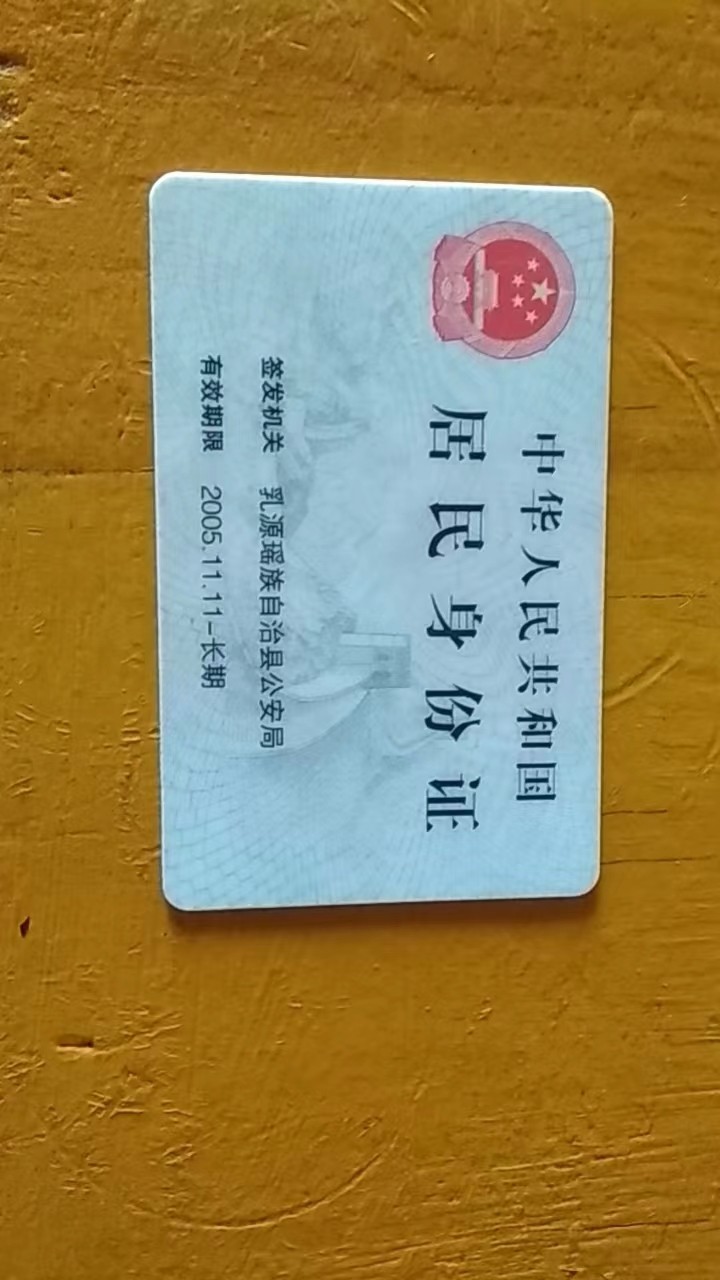 中华人民共和国
居民身份证
签发机关 乳源瑶族自治县公安局
有效期限 2005.11.11-长期